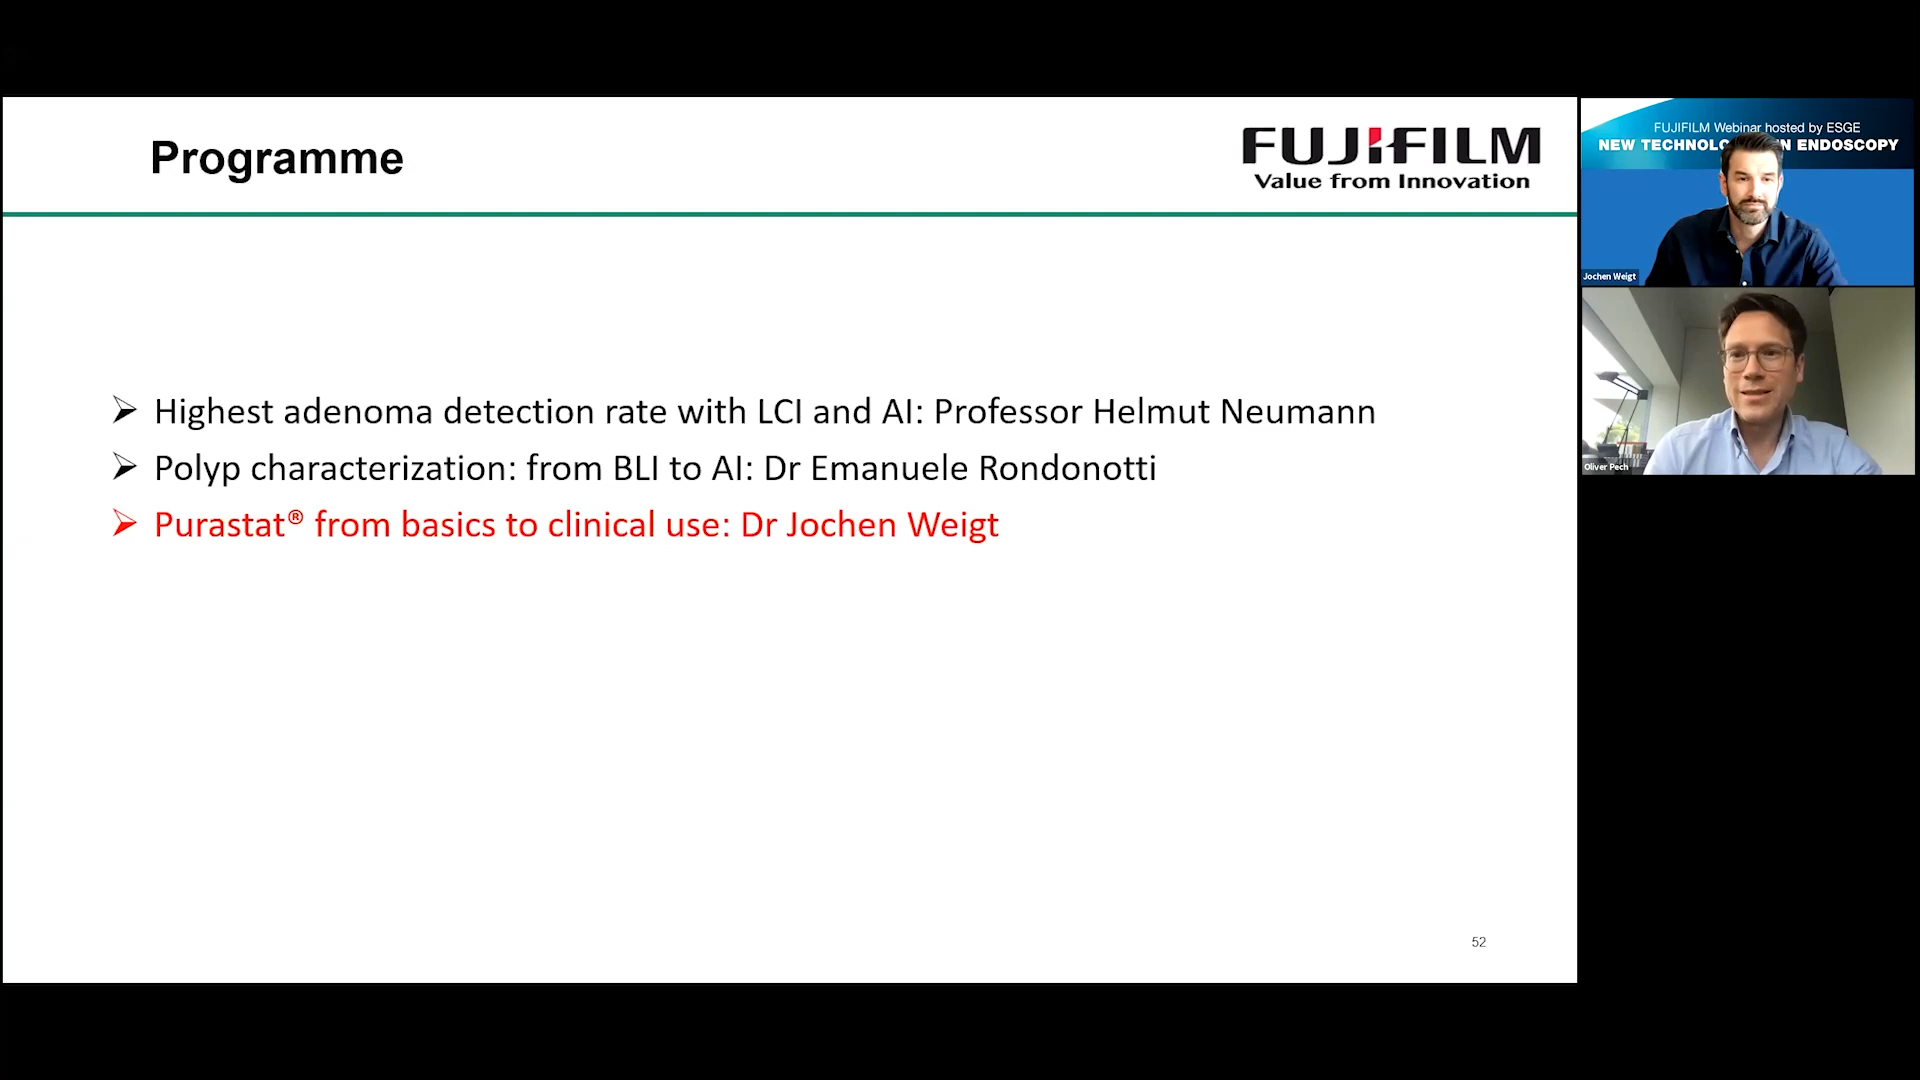 Programme
FUJIFILM
Value from Innovation
➢ Highest adenoma detection rate with LCI and AI: Professor Helmut Neumann
➢ Polyp characterization: from BLI to AI: Dr Emanuele Rondonotti
➢ Purastat® from basics to clinical use: Dr Jochen Weigt
52
FUJIFILM Webinar hosted by ESGE
NEW TECHNOLO N ENDOSCOPY
Jochen Weigt
Oliver Pech